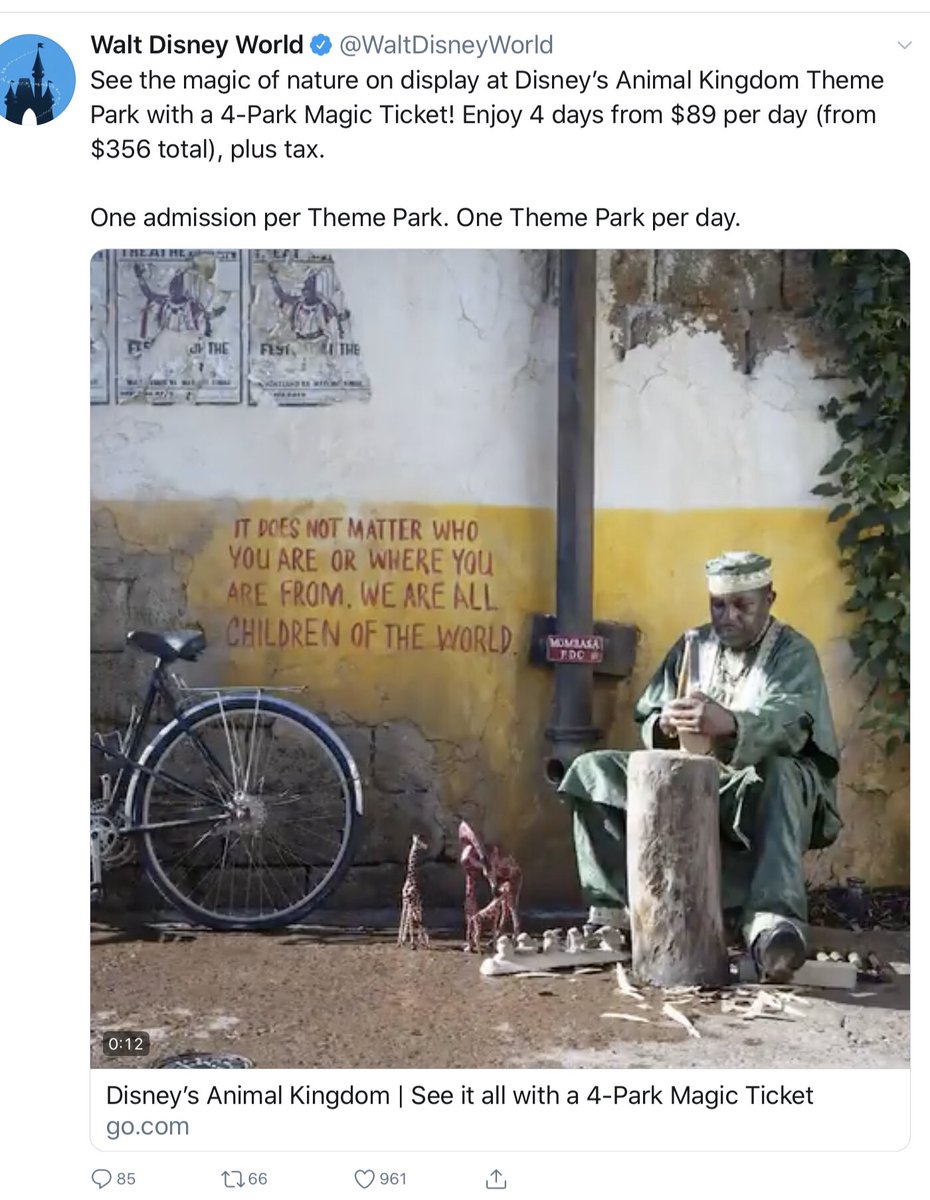 Walt Disney World @WaltDisneyWorld
See the magic of nature on display at Disney’s Animal Kingdom Theme
Park with a 4-Park Magic Ticket! Enjoy 4 days from $89 per day (from
$356 total), plus tax.
One admission per Theme Park. One Theme Park per day.
THE
THE
IT DOES NOT MATTER WHO
YOU ARE OR WHERE YOU
ARE FROM. WE ARE ALL
CHILDREN OF THE WORLD.
MOMBASA
P.D.C
0:12
Disney’s Animal Kingdom | See it all with a 4-Park Magic Ticket
go.com
85 66 961